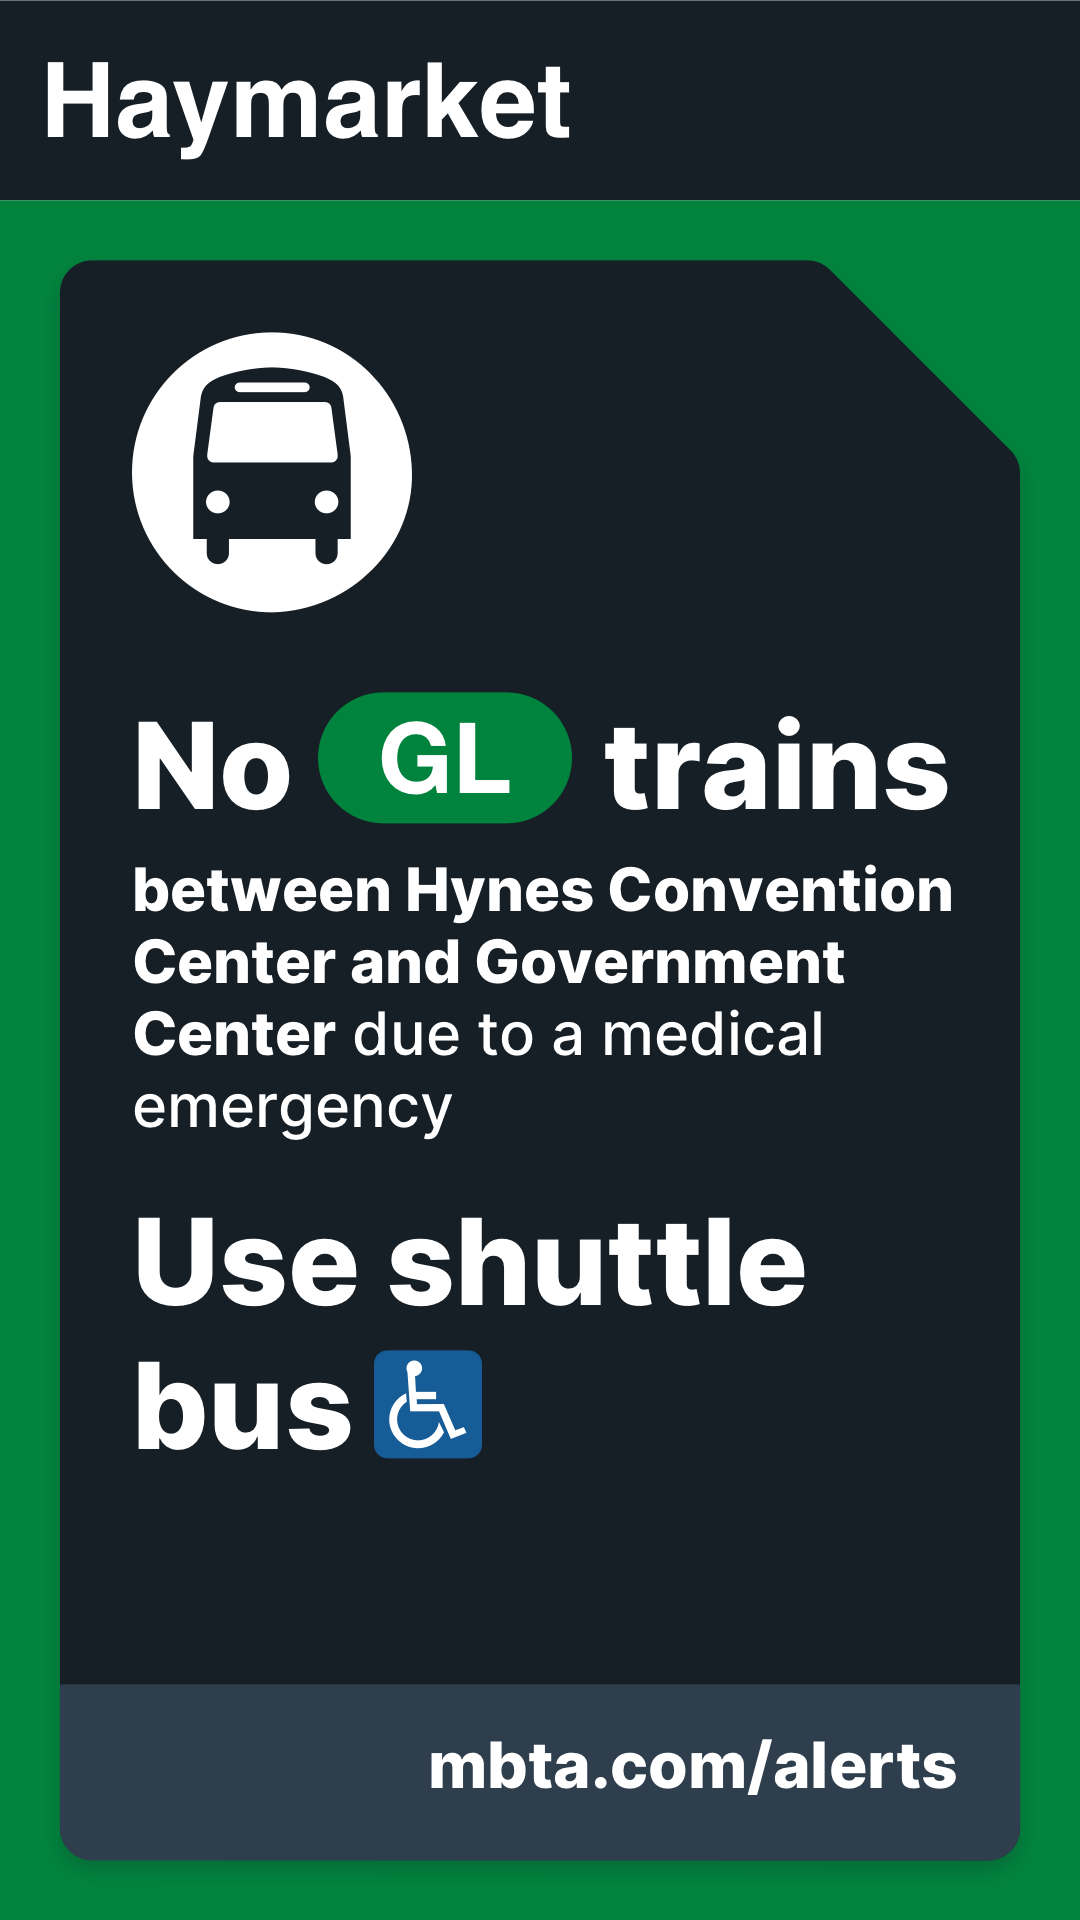 Haymarket
No GL trains
between Hynes Convention
Center and Government
Center due to a medical
emergency
Use shuttle
bus
mbta.com/alerts